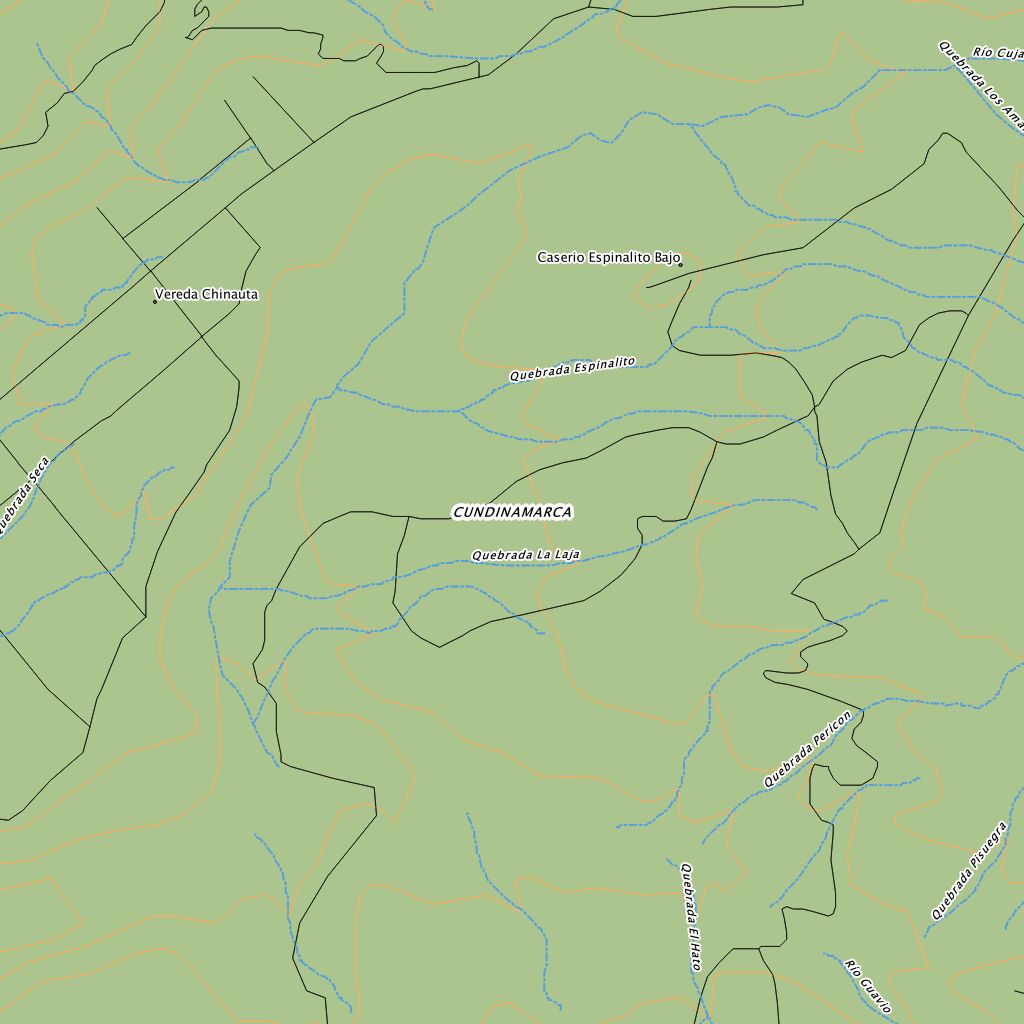 Río Cuja
Quebrada Los Ama
Caserio Espinalito Bajo
Vereda Chinauta
Quebrada Espinalito
Quebrada Seca
CUNDINAMARCA
Quebrada La Laja
Quebrada Pericon
Quebrada Pisuegra
Quebrada El Hato
Río Guavio